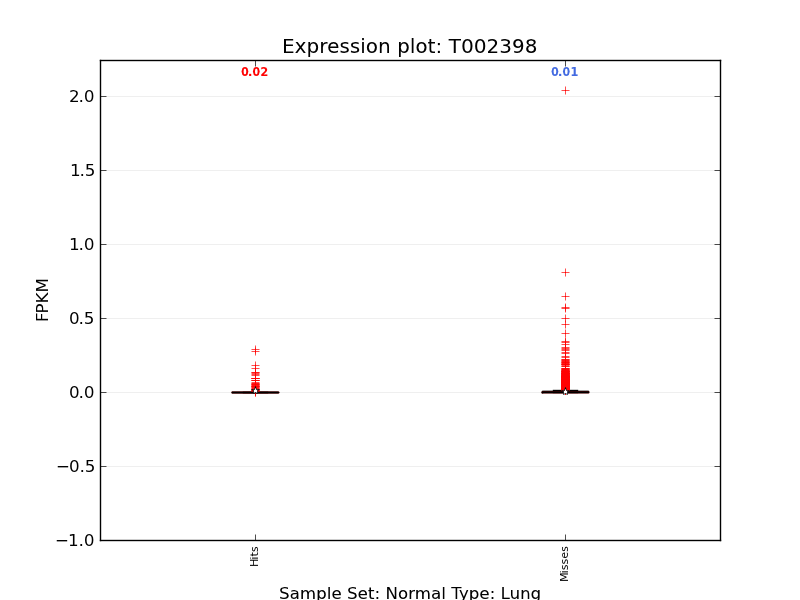 Expression plot: T002398
0.02
0.01
2.0
1.5
1.0
0.5
0.0
−0.5
−1.0
FPKM
Hits
Misses
Sample Set: Normal Type: Lung